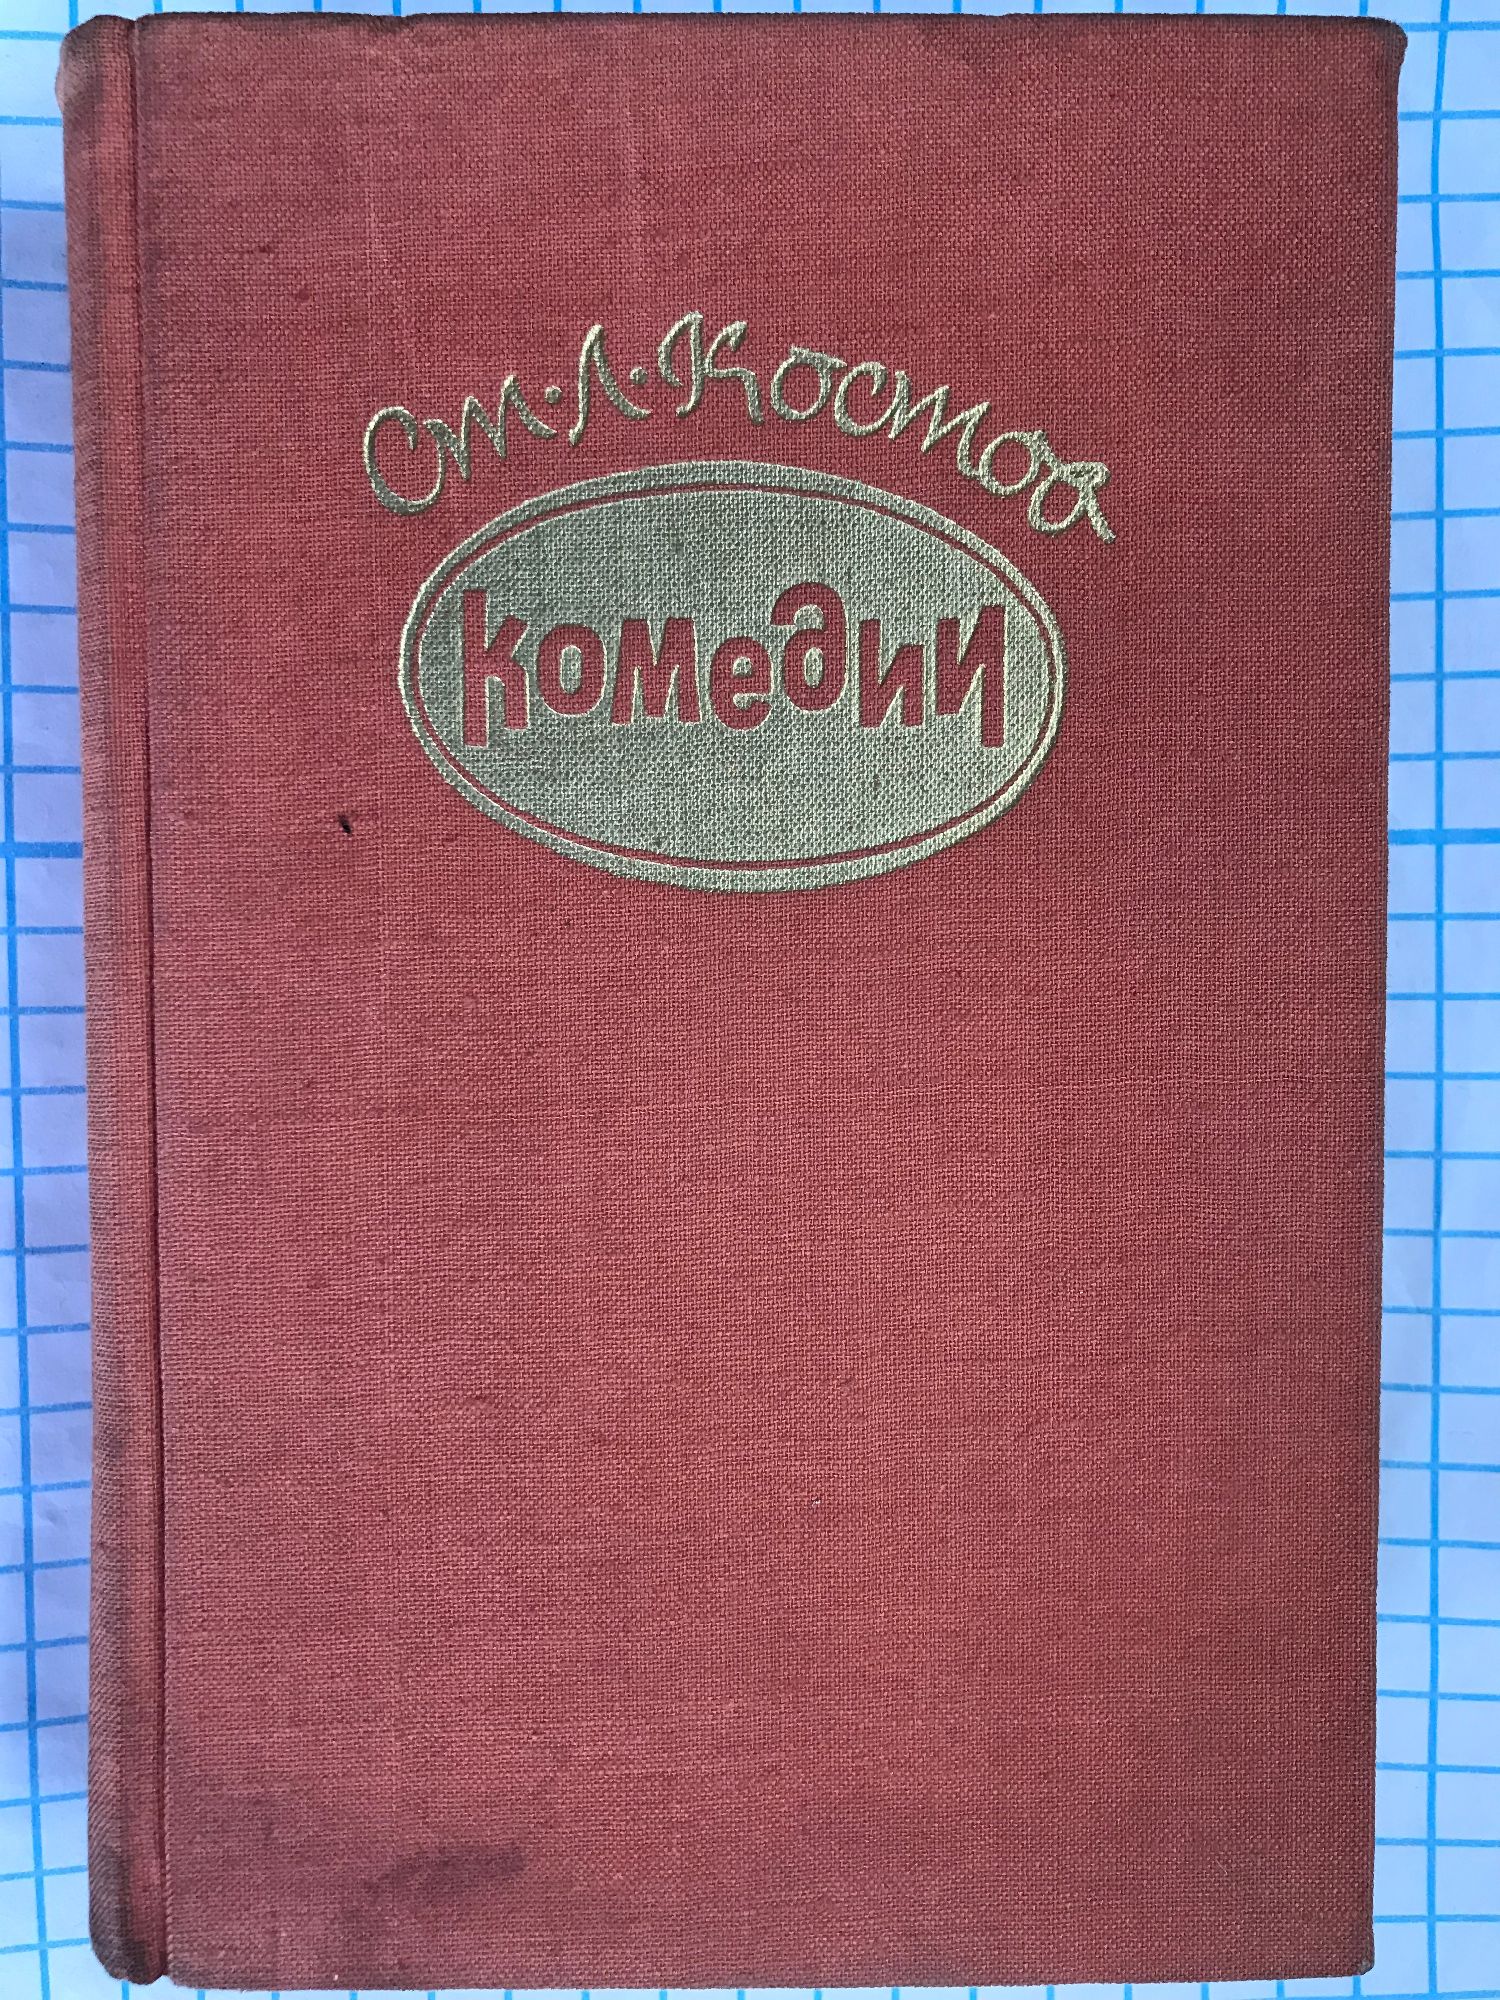 Ст. Л. Костов
комедии